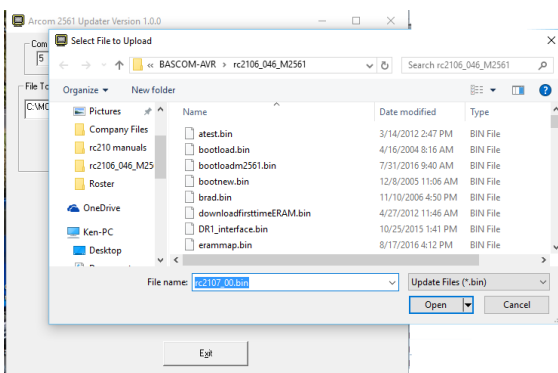 Arcom 2561 Updater Version 1.0.0
Com
5
File To
C:\MC
Select File to Upload
« BASCOM-AVR > rc2106_046_M2561
Search rc2106_046_M2561
Organize New folder
Pictures
Company Files
rc210 manuals
rc2106_046_M25
Roster
OneDrive
Ken-PC
Desktop
Name Date modified Type
atest.bin 3/14/2012 2:47 PM BIN File
bootload.bin 4/16/2004 8:16 AM BIN File
bootloadm2561.bin 7/31/2016 9:40 AM BIN File
bootnew.bin 12/8/2005 11:06 AM BIN File
brad.bin 11/10/2006 4:50 PM BIN File
downloadfirsttimeERAM.bin 4/27/2012 11:46 AM BIN File
DR1_interface.bin 10/25/2015 1:41 PM BIN File
erammap.bin 8/17/2016 4:12 PM BIN File
File name: rc2107_00.bin Update Files (*.bin)
Open Cancel
Exit